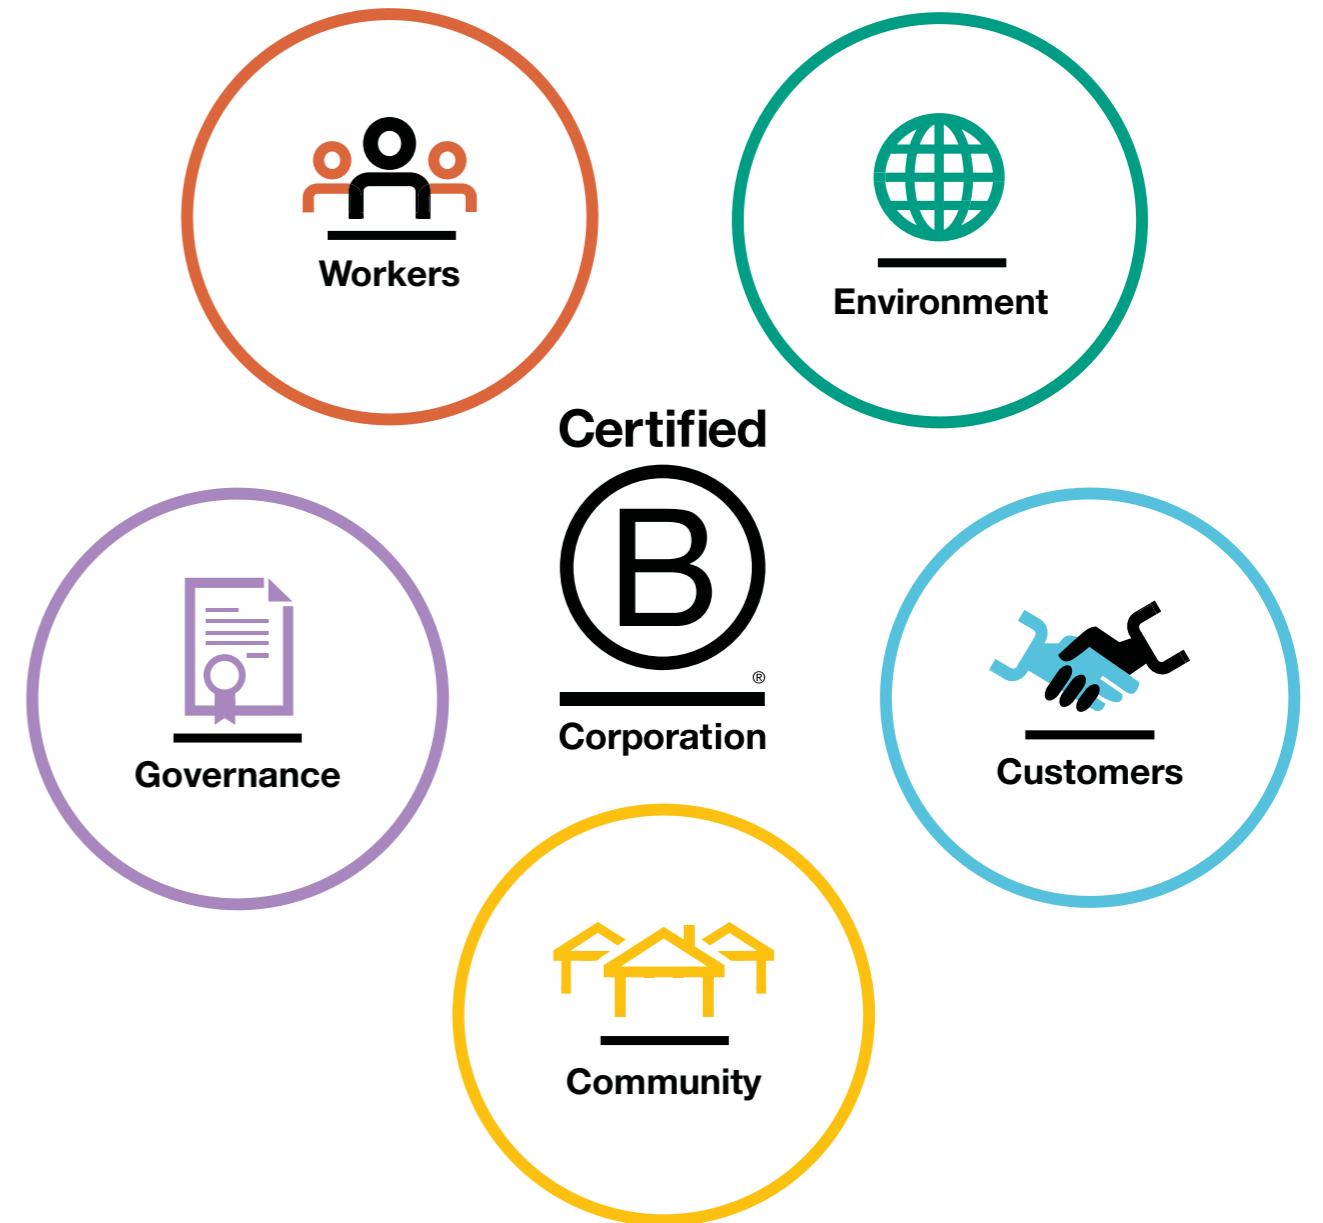 Workers
Environment
Certified
B
®
Corporation
Governance
Customers
Community